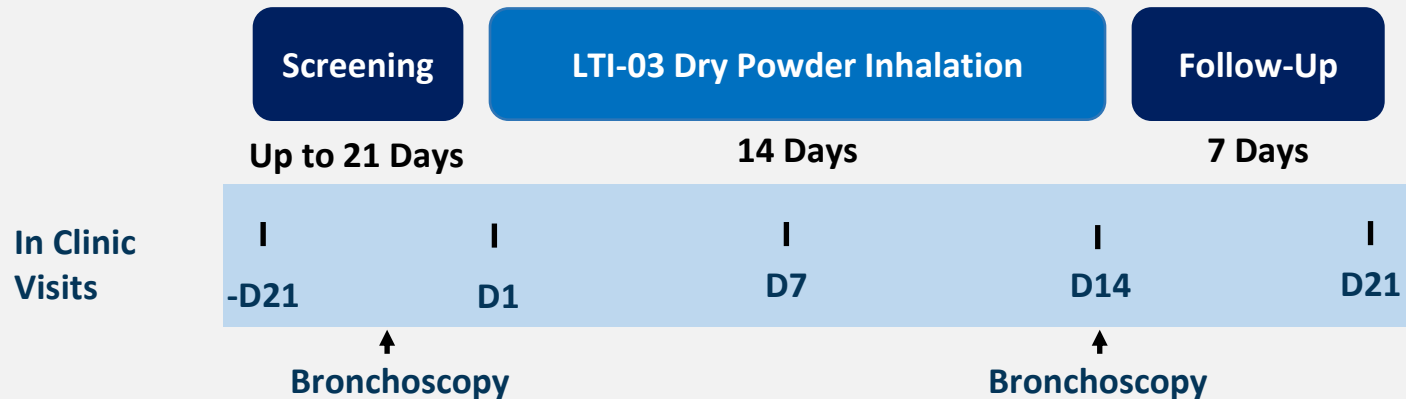 Screening
LTI-03 Dry Powder Inhalation
Follow-Up
Up to 21 Days
14 Days
7 Days
In Clinic
Visits
-D21
D1
D7
D14
D21
Bronchoscopy
Bronchoscopy